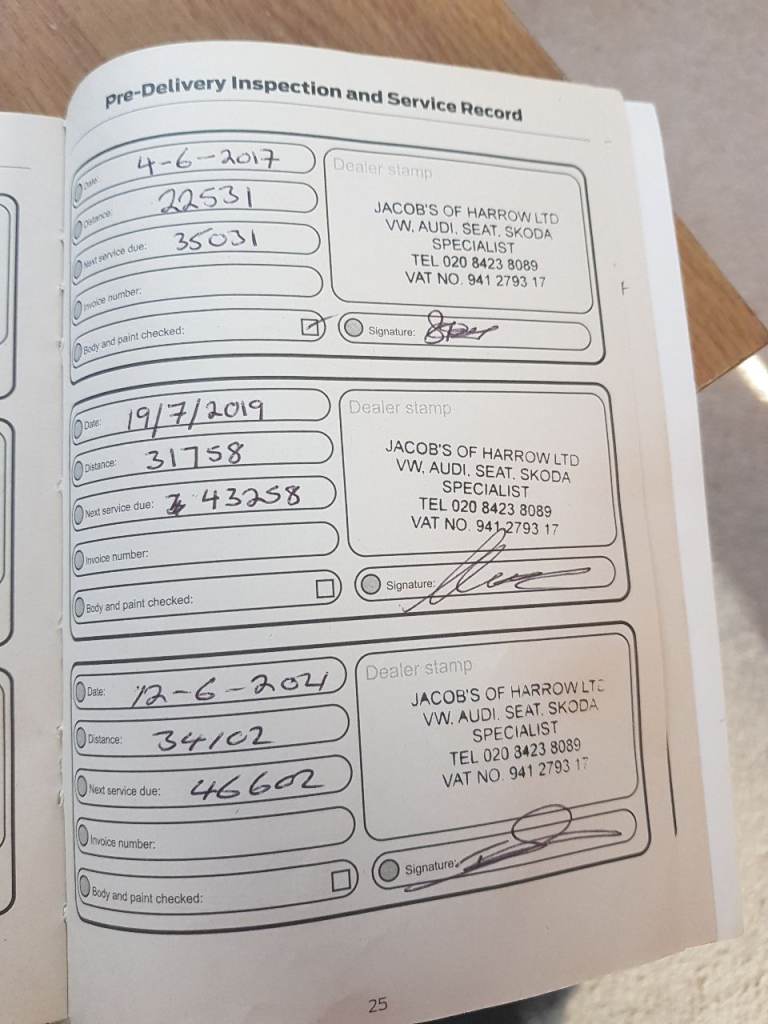 Pre-Delivery Inspection and Service Record
Date: 4-6-2017
Distance: 22531
Next service due: 35031
Invoice number:
Body and paint checked:
Dealer stamp
JACOB'S OF HARROW LTD
VW. AUDI. SEAT. SKODA
SPECIALIST
TEL 020 8423 8089
VAT NO. 941 2793 17
Signature:
Date: 19/7/2019
Distance: 31758
Next service due: 43258
Invoice number:
Body and paint checked:
Dealer stamp
JACOB'S OF HARROW LTD
VW, AUDI. SEAT. SKODA
SPECIALIST
TEL 020 8423 8089
VAT NO. 941 2793 17
Signature:
Date: 12-6-2021
Distance: 34102
Next service due: 46602
Invoice number:
Body and paint checked:
Dealer stamp
JACOB'S OF HARROW LTD
VW. AUDI. SEAT. SKODA
SPECIALIST
TEL 020 8423 8089
VAT NO. 941 2793 17
Signature:
25